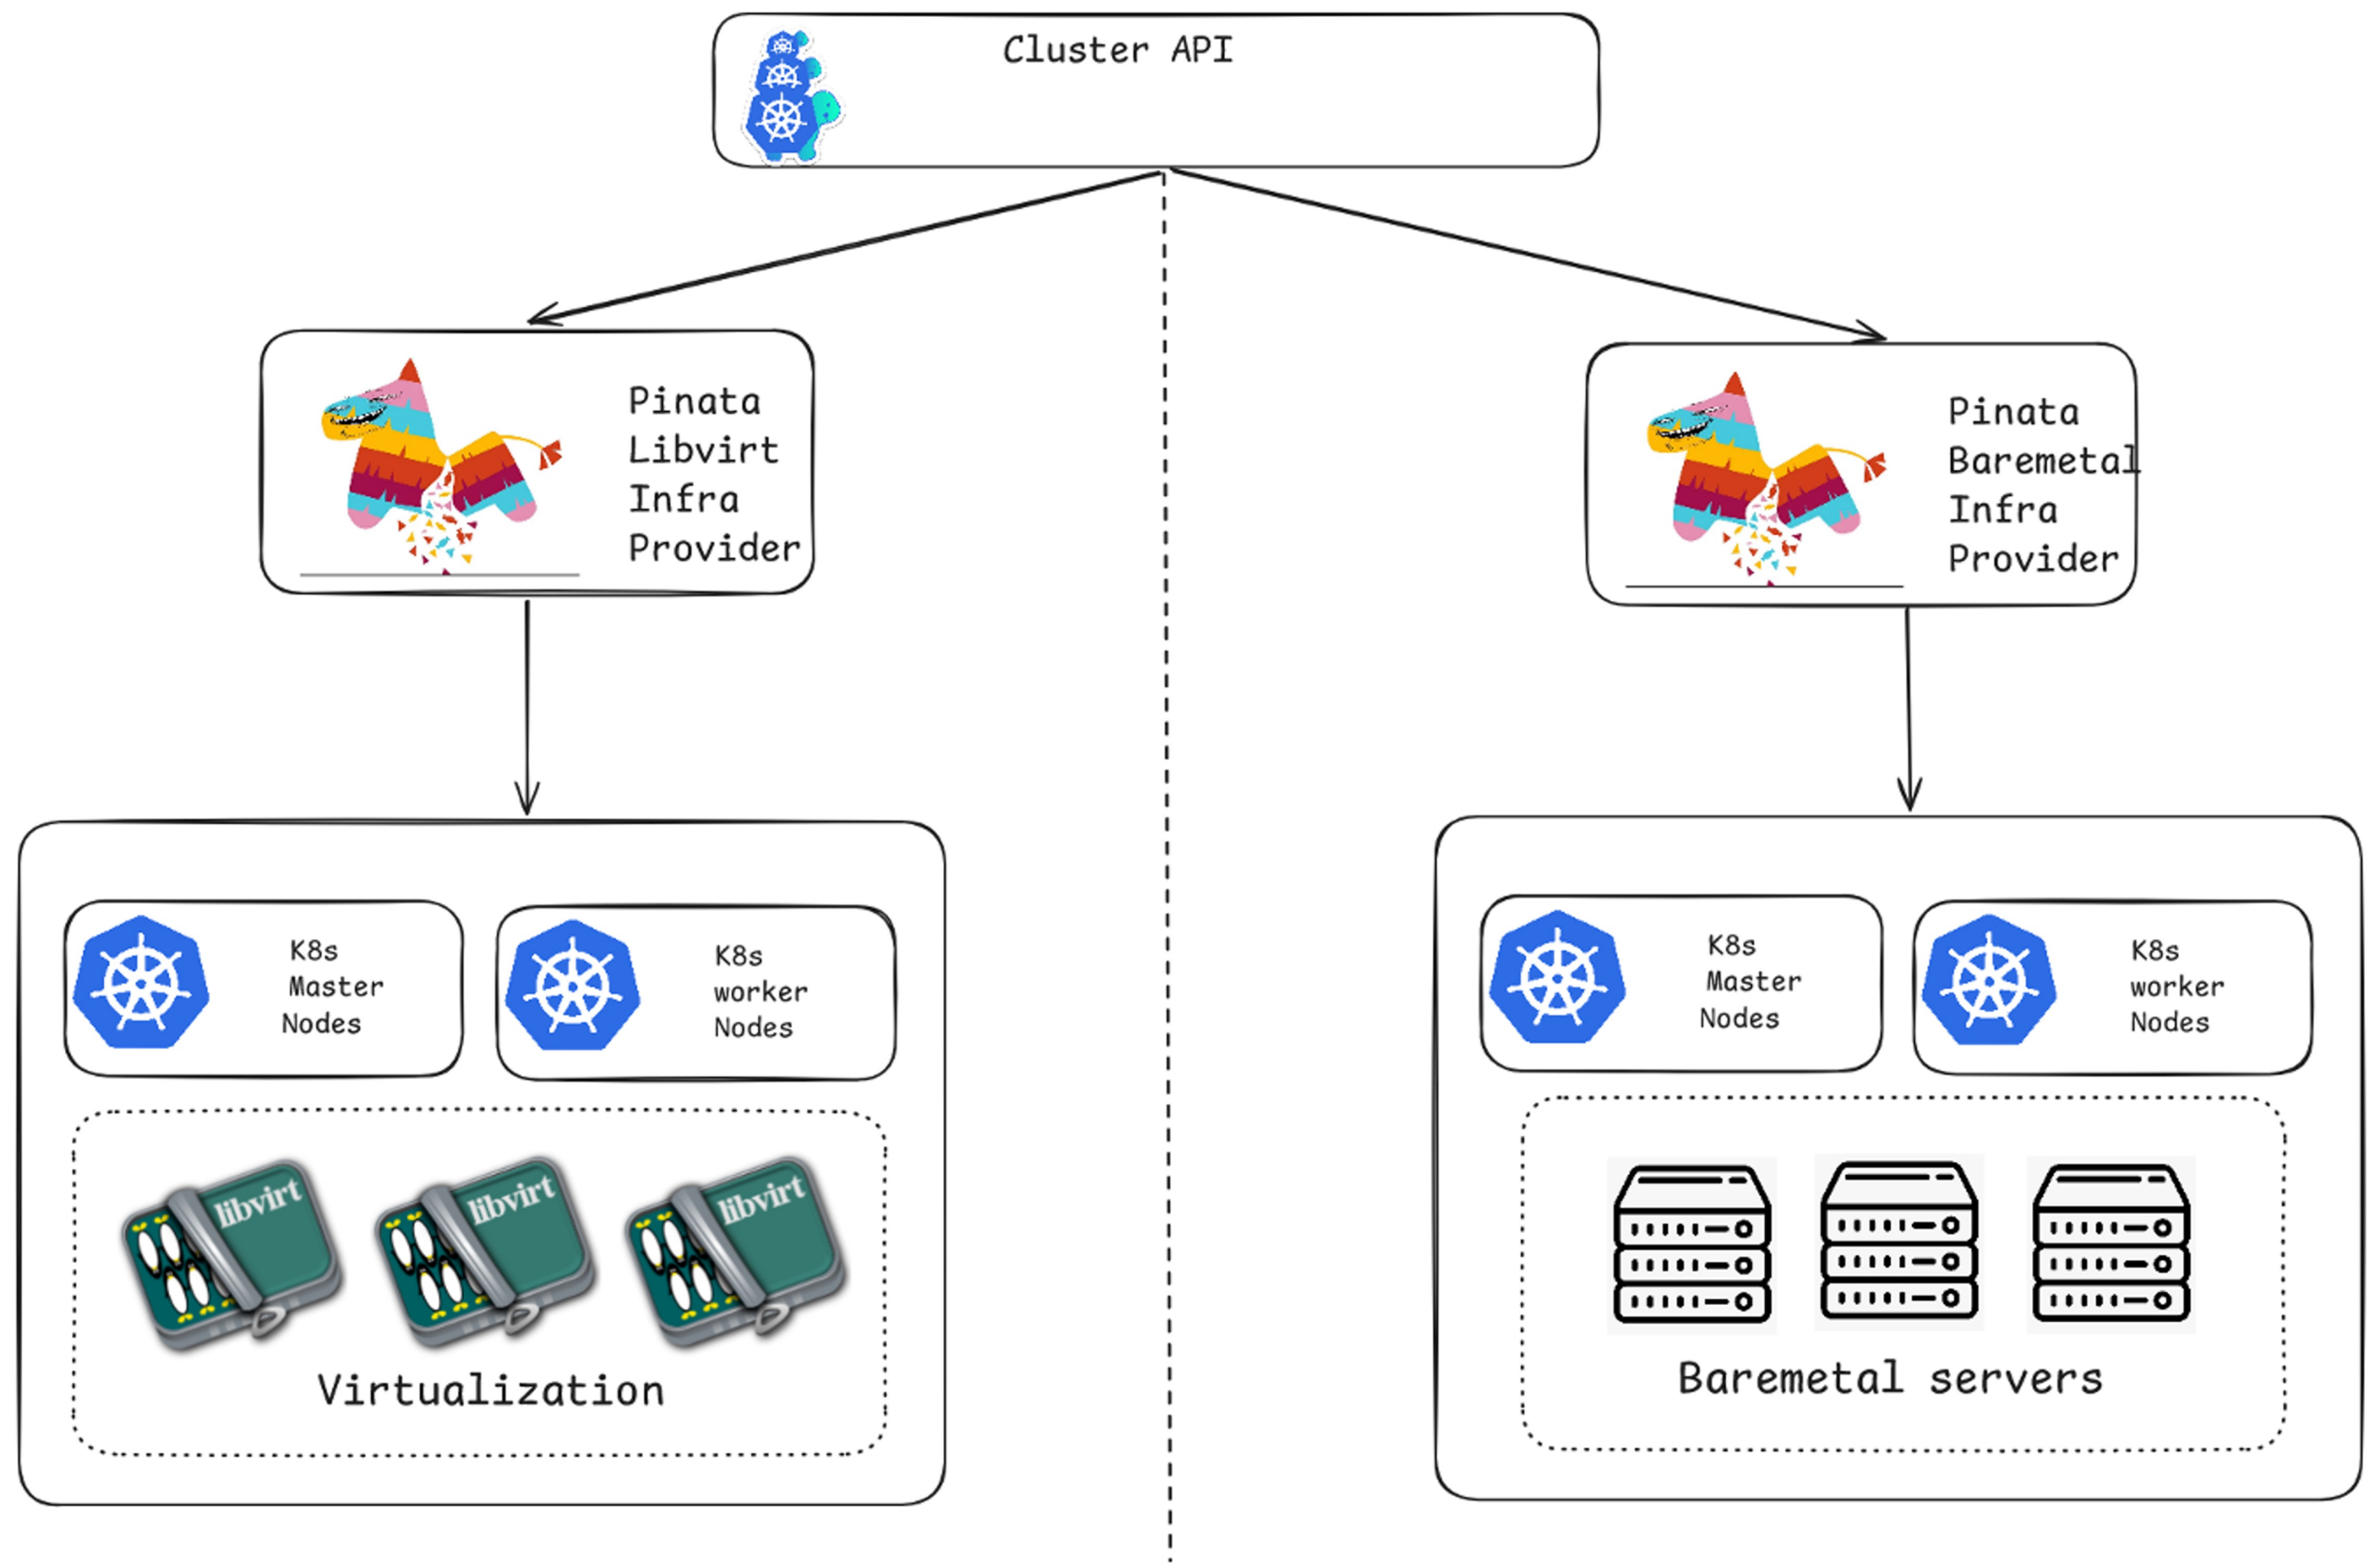 Cluster API
Pinata
Libvirt
Infra
Provider
Pinata
Baremetal
Infra
Provider
K8s
Master
Nodes
K8s
worker
Nodes
K8s
Master
Nodes
K8s
worker
Nodes
libvirt
libvirt
libvirt
Virtualization
Baremetal servers